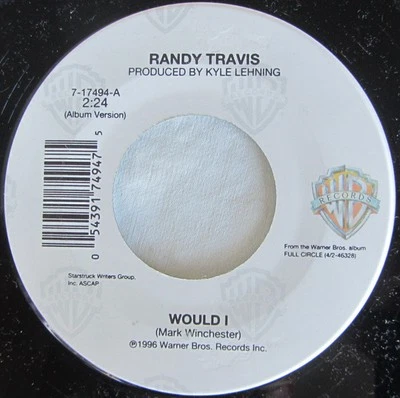 RANDY TRAVIS
PRODUCED BY KYLE LEHNING
7-17494-A
2:24
(Album Version)
0 54391 74947 5
WB
RECORDS
From the Warner Bros. album
FULL CIRCLE (4/2-46328)
Starstruck Writers Group,
Inc. ASCAP
WOULD I
(Mark Winchester)
℗1996 Warner Bros. Records Inc.